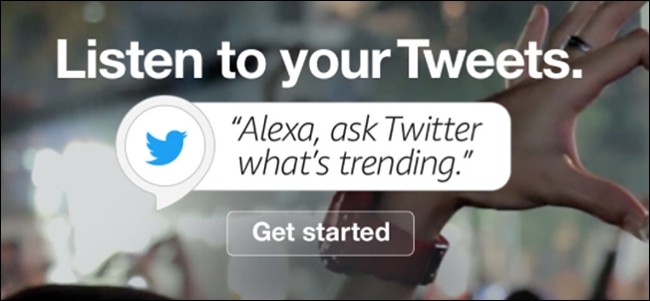 Listen to your Tweets.
“Alexa, ask Twitter
what’s trending.”
Get started